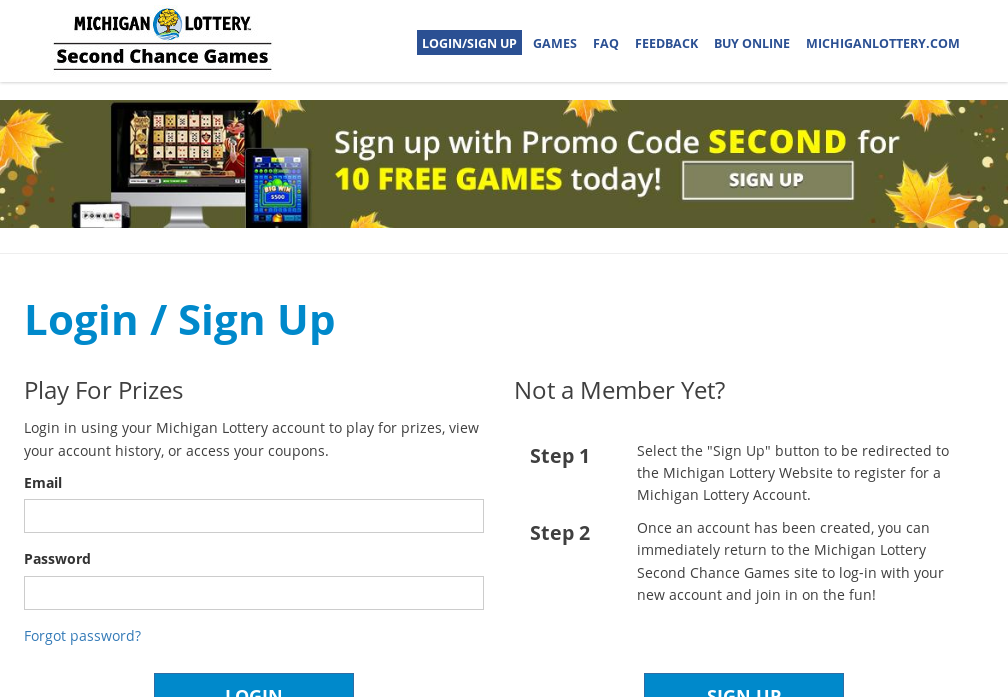 MICHIGAN LOTTERY
Second Chance Games
LOGIN/SIGN UP GAMES FAQ FEEDBACK BUY ONLINE MICHIGANLOTTERY.COM
Sign up with Promo Code SECOND for
10 FREE GAMES today! SIGN UP
BIG WIN
$500
POWER
Login / Sign Up
Play For Prizes
Login in using your Michigan Lottery account to play for prizes, view
your account history, or access your coupons.
Email
Password
Forgot password?
LOGIN
Not a Member Yet?
Step 1
Select the "Sign Up" button to be redirected to
the Michigan Lottery Website to register for a
Michigan Lottery Account.
Step 2
Once an account has been created, you can
immediately return to the Michigan Lottery
Second Chance Games site to log-in with your
new account and join in on the fun!
SIGN UP